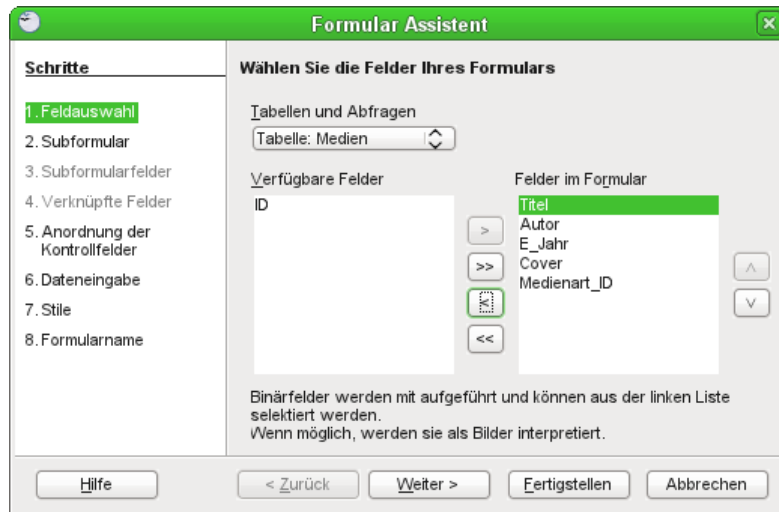 Formular Assistent
Schritte
1. Feldauswahl
2. Subformular
3. Subformularfelder
4. Verknüpfte Felder
5. Anordnung der
Kontrollfelder
6. Dateneingabe
7. Stile
8. Formularname
Wählen Sie die Felder Ihres Formulars
Tabellen und Abfragen
Tabelle: Medien
Verfügbare Felder
ID
>
>>
<
<<
Felder im Formular
Titel
Autor
E_Jahr
Cover
Medienart_ID
Binärfelder werden mit aufgeführt und können aus der linken Liste
selektiert werden.
Wenn möglich, werden sie als Bilder interpretiert.
Hilfe
< Zurück
Weiter >
Fertigstellen
Abbrechen